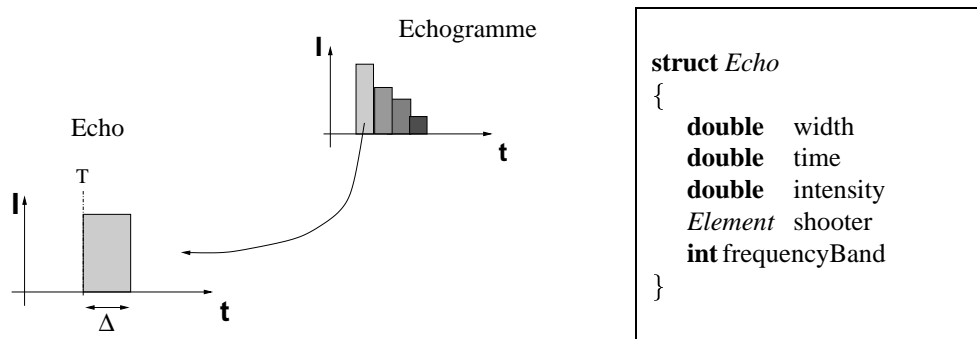 Echogramme
I
t
Echo
T
I
t
Δ
struct Echo
{
double width
double time
double intensity
Element shooter
int frequencyBand
}